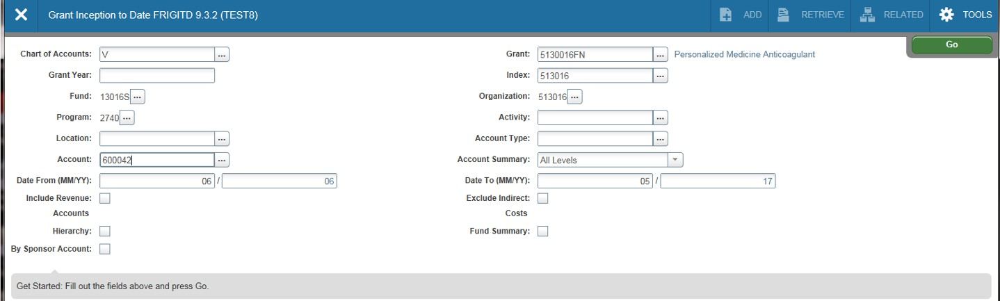 Grant Inception to Date FRIGITD 9.3.2 (TEST8) ADD RETRIEVE RELATED TOOLS
Go
Chart of Accounts: V ... Grant: 5130016FN ... Personalized Medicine Anticoagulant
Grant Year: Index: 513016 ...
Fund: 13016S ... Organization: 513016 ...
Program: 2740 ... Activity: ...
Location: ... Account Type: ...
Account: 600042 ... Account Summary: All Levels
Date From (MM/YY): 06 / 06 Date To (MM/YY): 05 / 17
Include Revenue: Exclude Indirect:
Accounts Costs
Hierarchy: Fund Summary:
By Sponsor Account:
Get Started: Fill out the fields above and press Go.